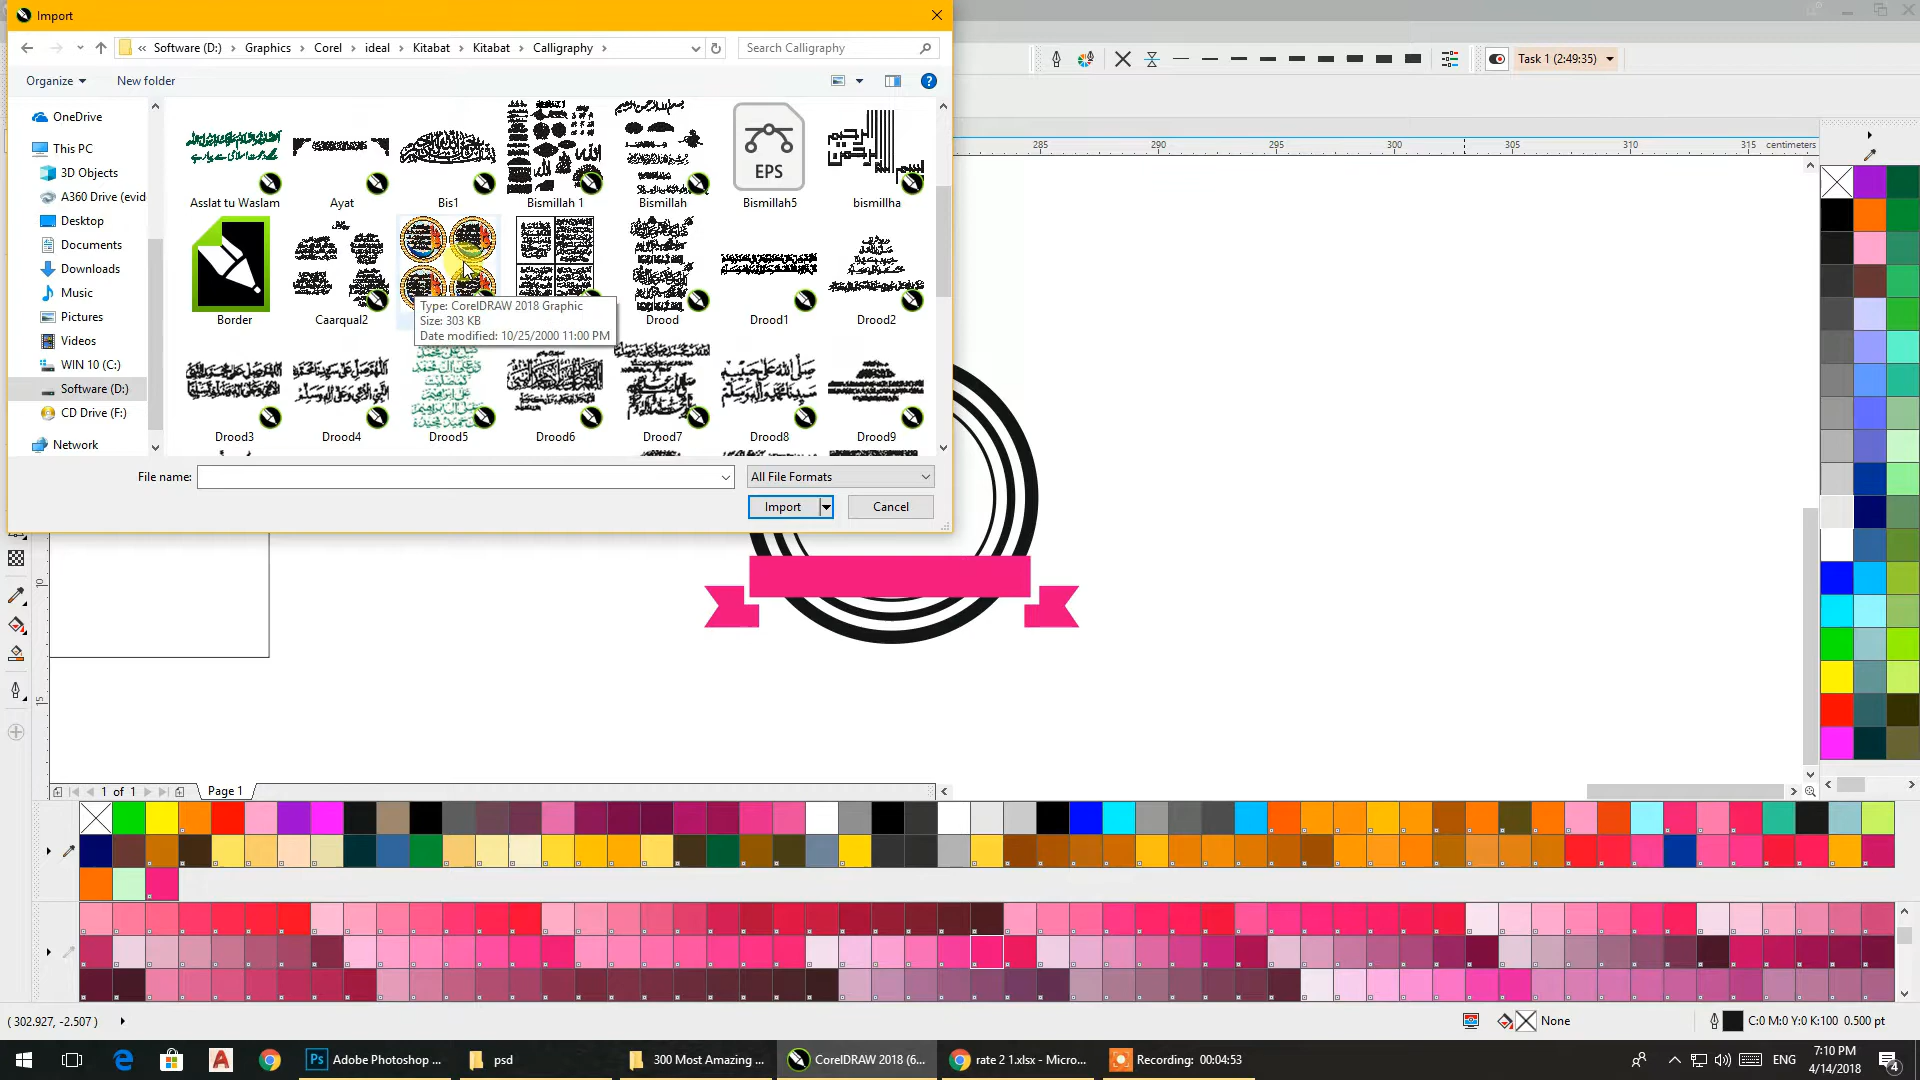 Import
« Software (D:) › Graphics › Corel › ideal › Kitabat › Kitabat › Calligraphy ›
Search Calligraphy
Organize
New folder
OneDrive
This PC
3D Objects
A360 Drive (evid
Desktop
Documents
Downloads
Music
Pictures
Videos
WIN 10 (C:)
Software (D:)
CD Drive (F:)
Network
EPS
Asslat tu Waslam
Ayat
Bis1
Bismillah 1
Bismillah
Bismillah5
bismillha
Border
Caarqual2
Drood
Drood1
Drood2
Type: CorelDRAW 2018 Graphic
Size: 303 KB
Date modified: 10/25/2000 11:00 PM
Drood3
Drood4
Drood5
Drood6
Drood7
Drood8
Drood9
File name:
All File Formats
Import
Cancel
Task 1 (2:49:35)
285 290 295 300 305 310 315 centimeters
10
15
1 of 1
Page 1
( 302.927, -2.507 )
None
C:0 M:0 Y:0 K:100 0.500 pt
Adobe Photoshop ...
psd
300 Most Amazing ...
CorelDRAW 2018 (6...
rate 2 1.xlsx - Micro...
Recording: 00:04:53
ENG
7:10 PM
4/14/2018
4